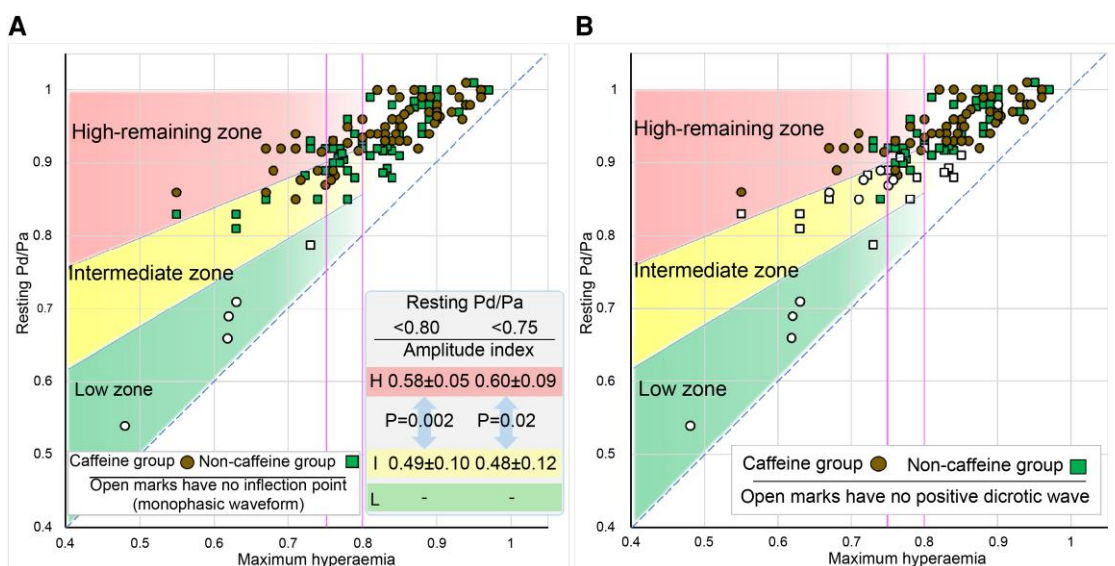 A
Resting Pd/Pa
1
0.9
0.8
0.7
0.6
0.5
0.4
High-remaining zone
Intermediate zone
Low zone
Resting Pd/Pa
<0.80 <0.75
Amplitude index
H 0.58±0.05 0.60±0.09
P=0.002 P=0.02
I 0.49±0.10 0.48±0.12
L - -
Caffeine group Non-caffeine group
Open marks have no inflection point
(monophasic waveform)
0.4 0.5 0.6 0.7 0.8 0.9 1
Maximum hyperaemia
B
Resting Pd/Pa
1
0.9
0.8
0.7
0.6
0.5
0.4
High-remaining zone
Intermediate zone
Low zone
Caffeine group Non-caffeine group
Open marks have no positive dicrotic wave
0.4 0.5 0.6 0.7 0.8 0.9 1
Maximum hyperaemia